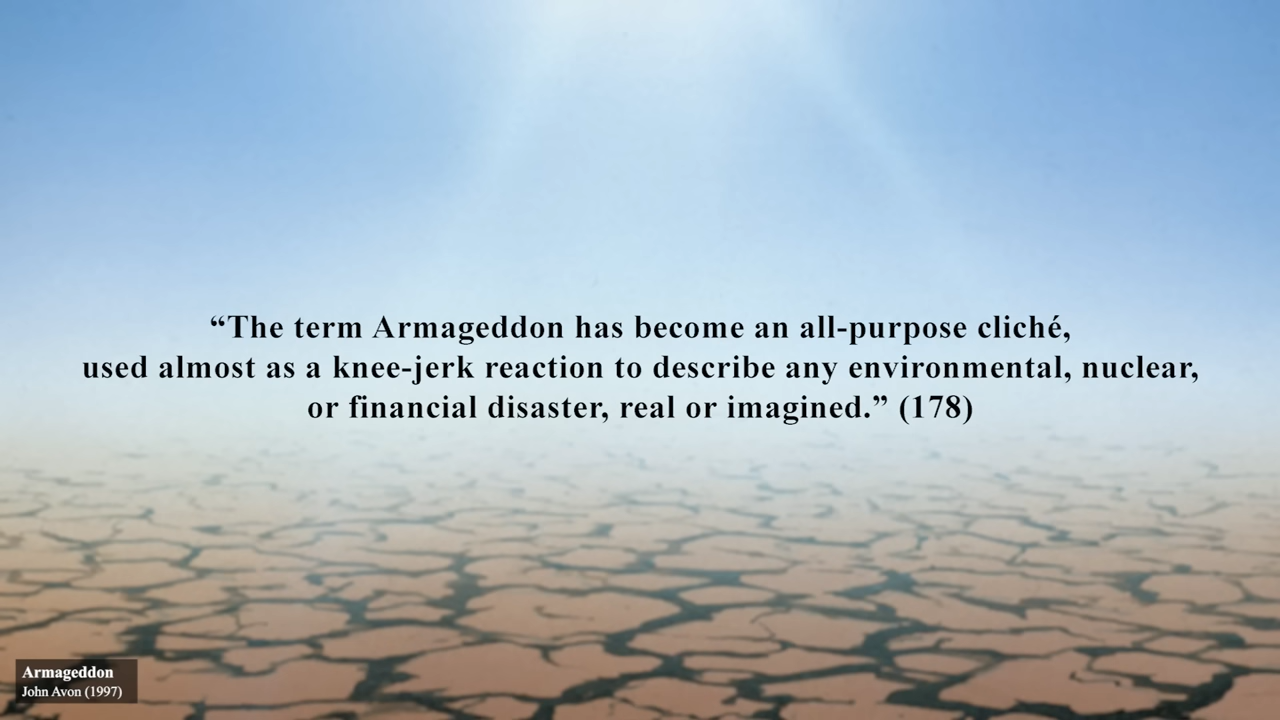 “The term Armageddon has become an all-purpose cliché,
used almost as a knee-jerk reaction to describe any environmental, nuclear,
or financial disaster, real or imagined.” (178)
Armageddon
John Avon (1997)